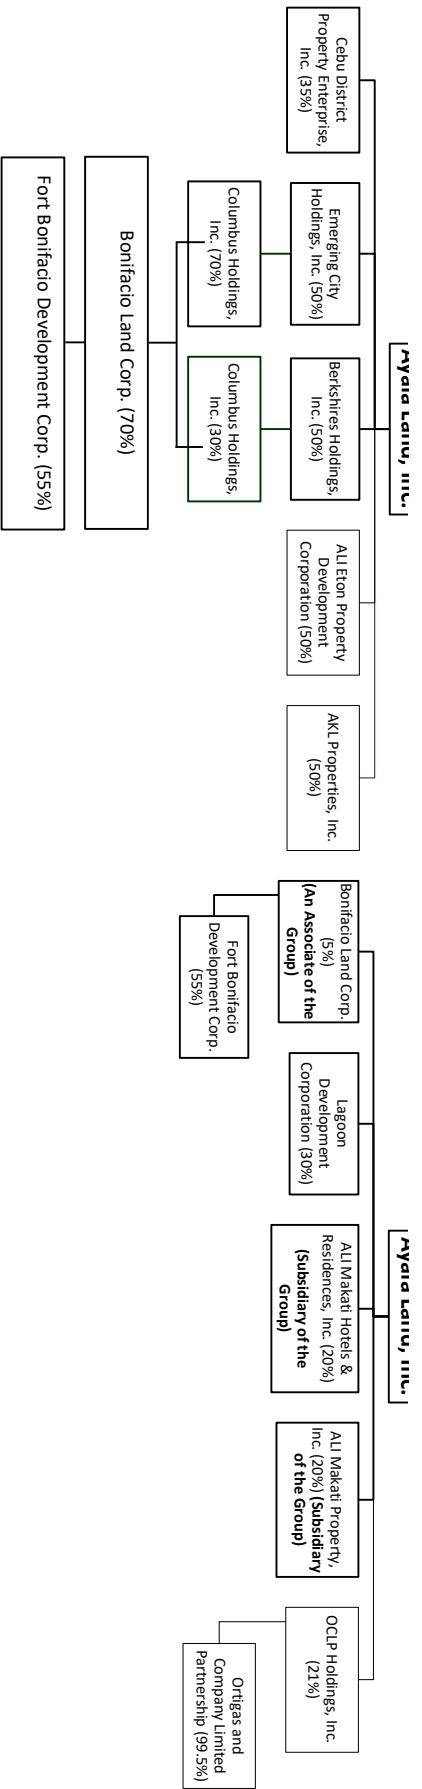 Ayala Land, Inc.
Cebu District
Property Enterprise,
Inc. (35%)
Emerging City
Holdings, Inc. (50%)
Berkshires Holdings,
Inc. (50%)
ALI Eton Property
Development
Corporation (50%)
AKL Properties, Inc.
(50%)
Columbus Holdings,
Inc. (70%)
Columbus Holdings,
Inc. (30%)
Bonifacio Land Corp. (70%)
Fort Bonifacio Development Corp. (55%)
Ayala Land, Inc.
Bonifacio Land Corp.
(5%)
(An Associate of the
Group)
Lagoon
Development
Corporation (30%)
ALI Makati Hotels &
Residences, Inc. (20%)
(Subsidiary of the
Group)
ALI Makati Property,
Inc. (20%) (Subsidiary
of the Group)
OCLP Holdings, Inc.
(21%)
Fort Bonifacio
Development Corp.
(55%)
Ortigas and
Company Limited
Partnership (99.5%)